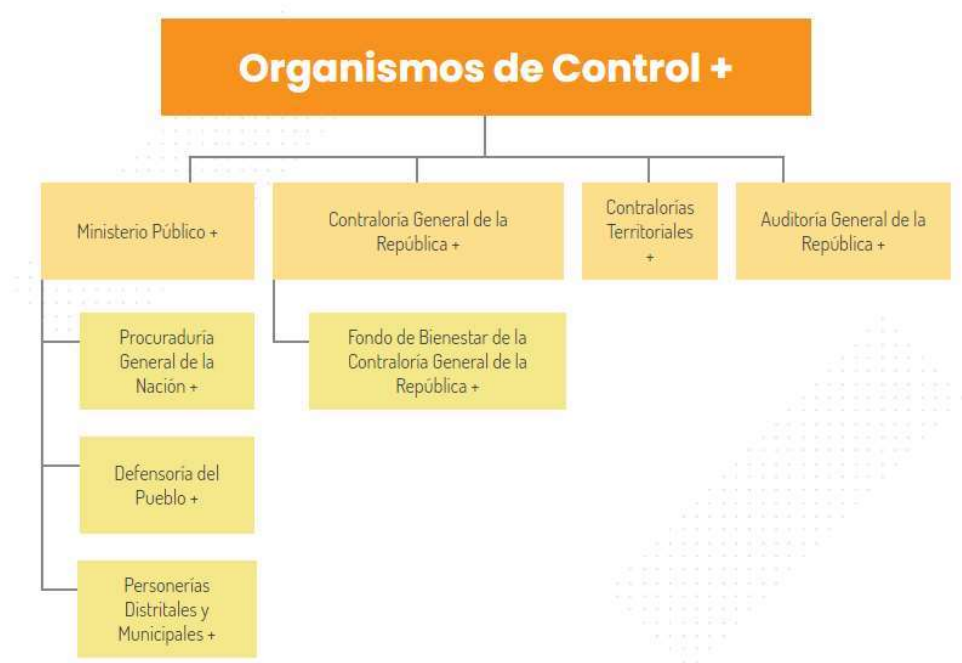 Organismos de Control +
Ministerio Público +
Contraloría General de la
República +
Contralorías
Territoriales
+
Auditoría General de la
República +
Procuraduría
General de la
Nación +
Fondo de Bienestar de la
Contraloría General de la
República +
Defensoría del
Pueblo +
Personerías
Distritales y
Municipales +